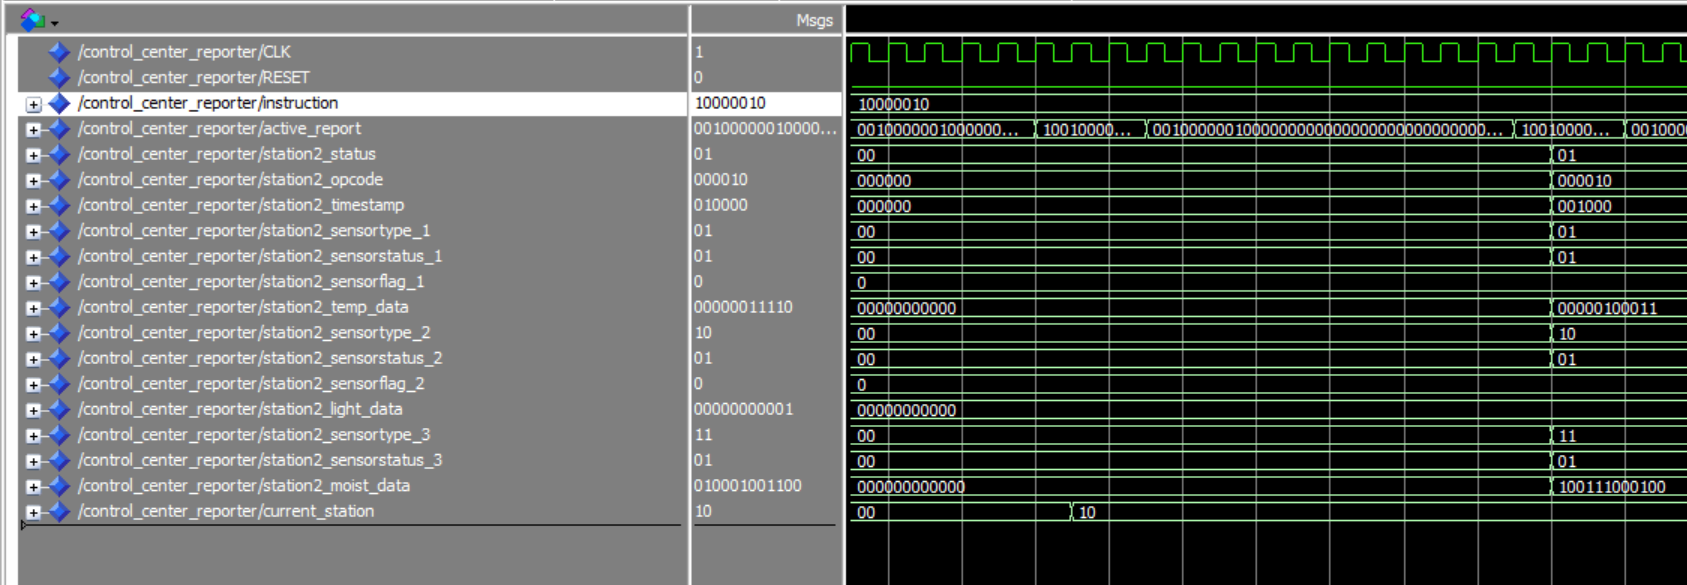 Msgs
/control_center_reporter/CLK 1
/control_center_reporter/RESET 0
/control_center_reporter/instruction 10000010 10000010
/control_center_reporter/active_report 00100000010000... 0010000001000000... 10010000... 10010000... 001000
/control_center_reporter/station2_status 01 00 01
/control_center_reporter/station2_opcode 000010 000000 000010
/control_center_reporter/station2_timestamp 010000 000000 001000
/control_center_reporter/station2_sensortype_1 01 00 01
/control_center_reporter/station2_sensorstatus_1 01 00 01
/control_center_reporter/station2_sensorflag_1 0 0
/control_center_reporter/station2_temp_data 00000011110 00000000000 00000100011
/control_center_reporter/station2_sensortype_2 10 00 10
/control_center_reporter/station2_sensorstatus_2 01 00 01
/control_center_reporter/station2_sensorflag_2 0 0
/control_center_reporter/station2_light_data 00000000001 00000000000
/control_center_reporter/station2_sensortype_3 11 00 11
/control_center_reporter/station2_sensorstatus_3 01 00 01
/control_center_reporter/station2_moist_data 010001001100 000000000000 100111000100
/control_center_reporter/current_station 10 00 10